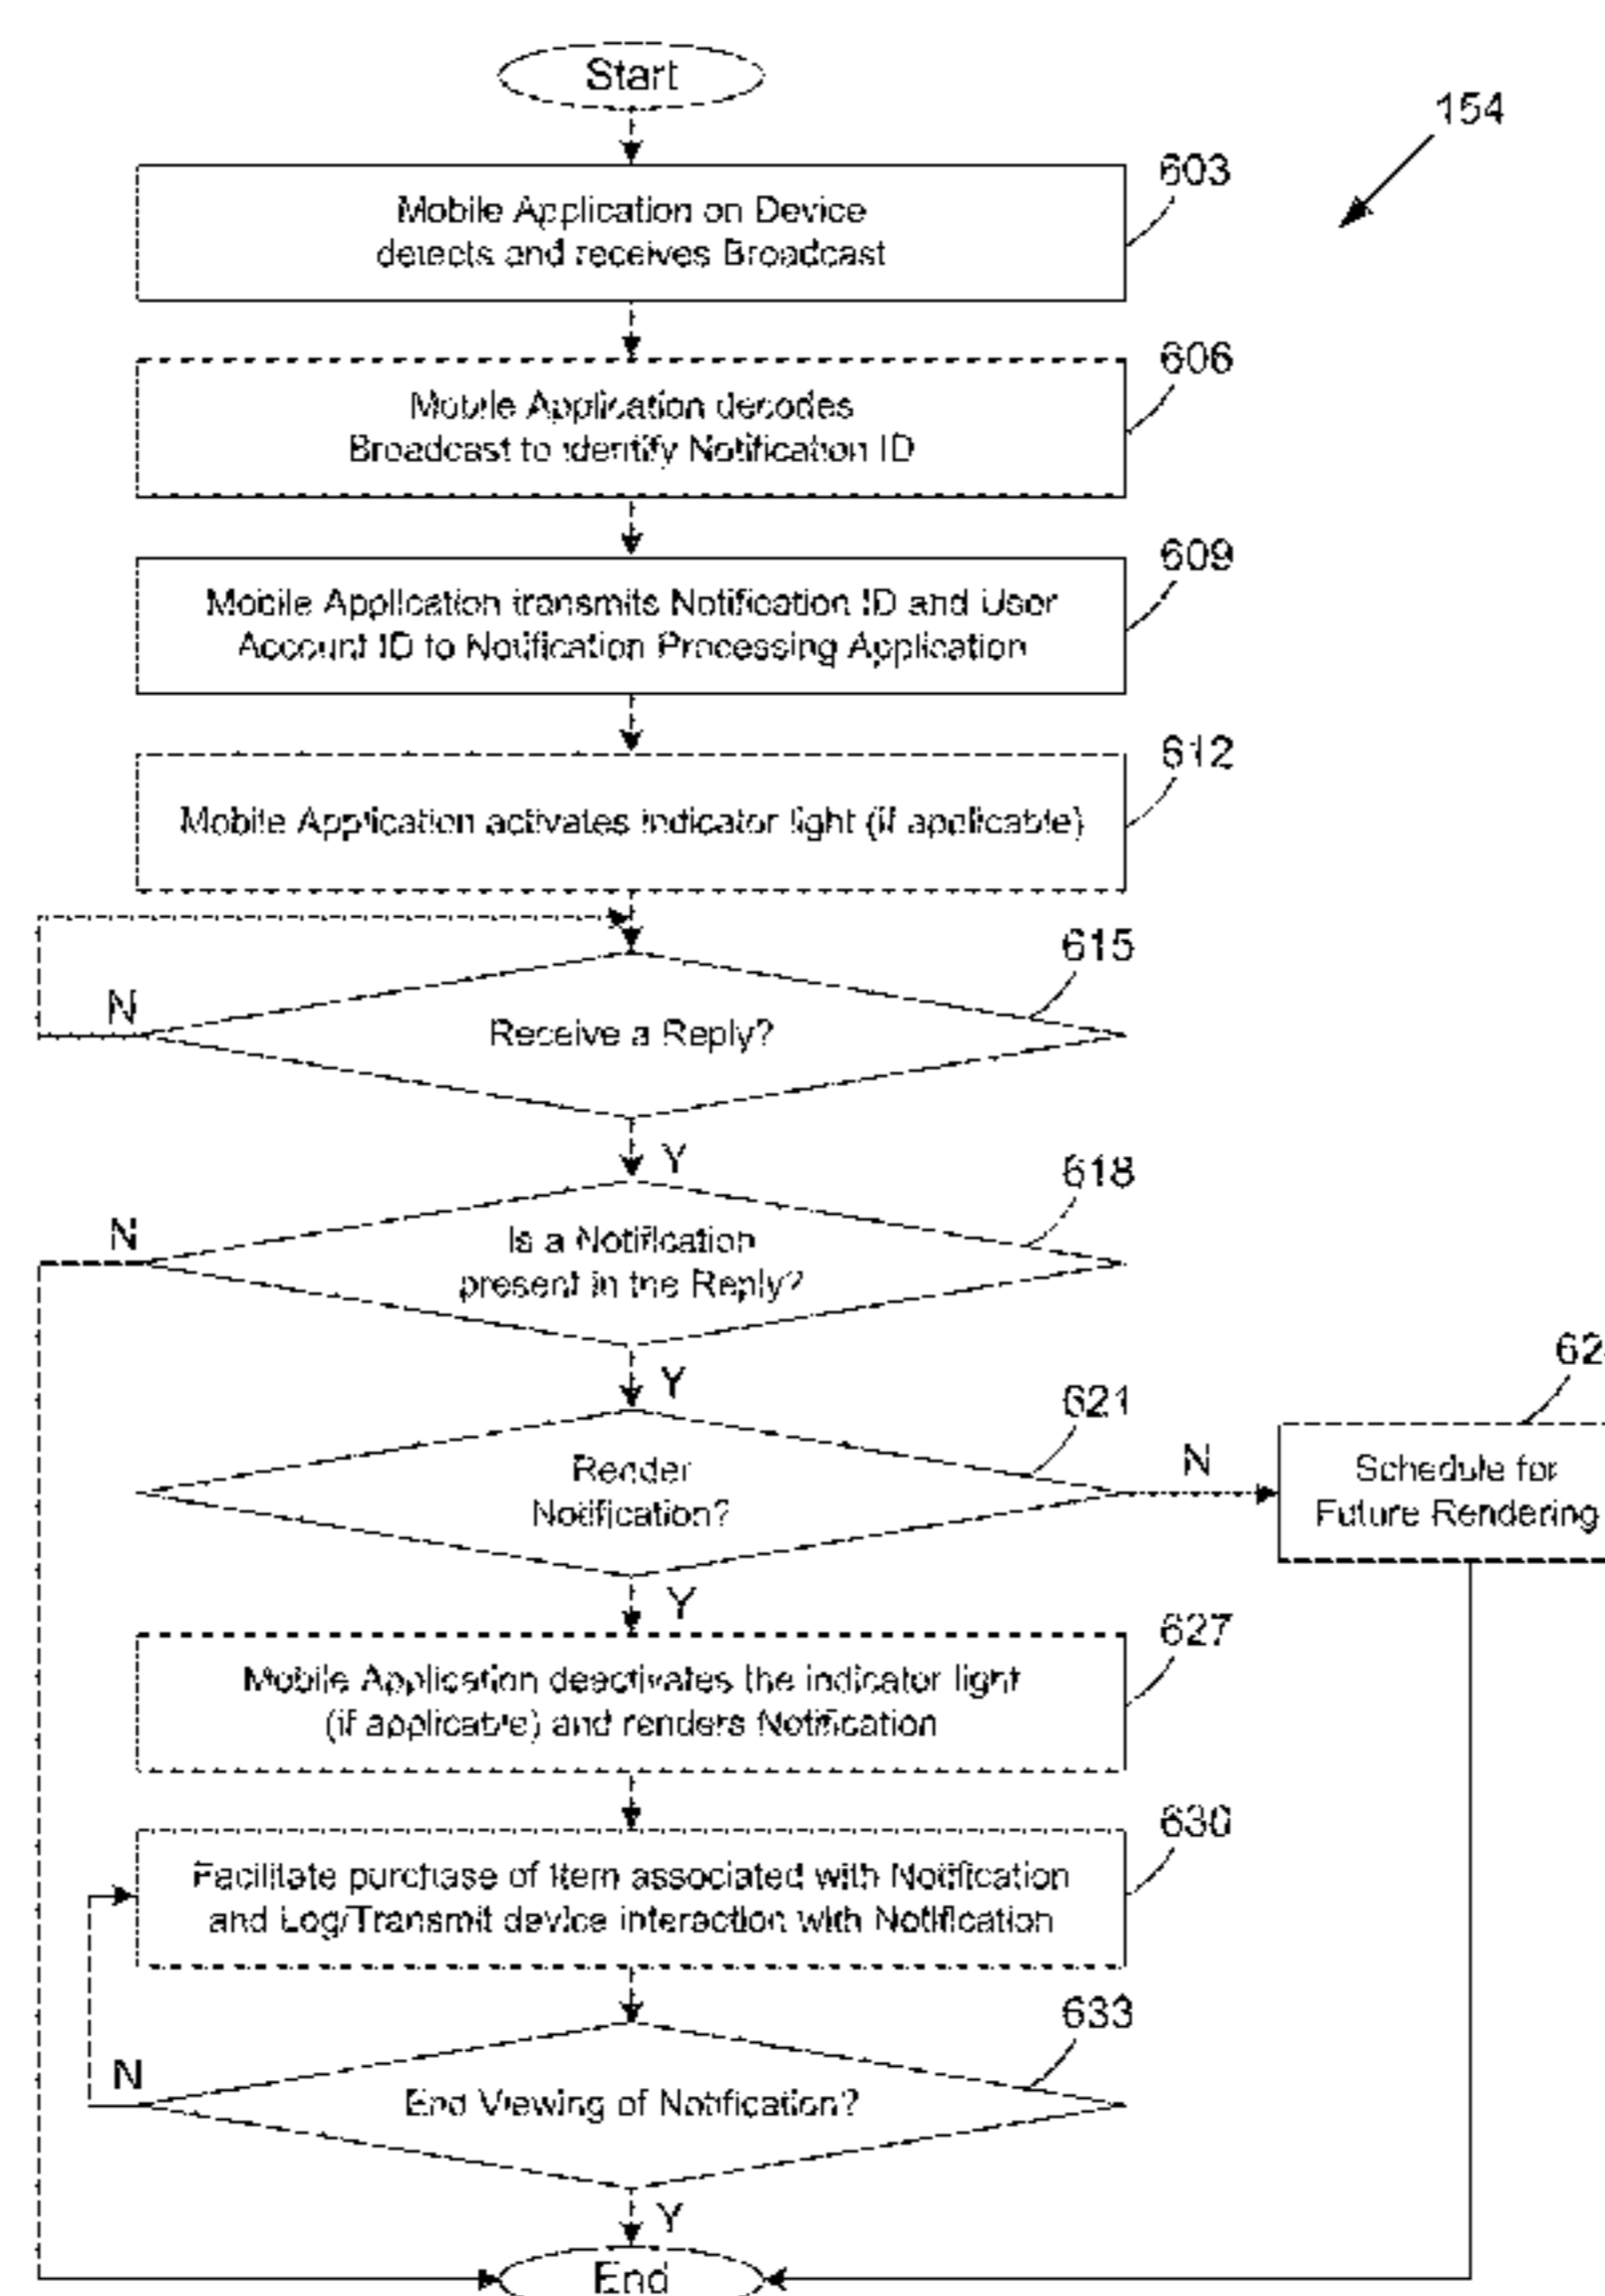 Start
154
603
Mobile Application on Device
detects and receives Broadcast
606
Mobile Application decodes
Broadcast to identify Notification ID
609
Mobile Application transmits Notification ID and User
Account ID to Notification Processing Application
612
Mobile Application activates indicator light (if applicable)
615
N
Receive a Reply?
Y
618
N
Is a Notification
present in the Reply?
Y
621
Render
Notification?
N
Schedule for
Future Rendering
Y
627
Mobile Application deactivates the indicator light
(if applicable) and renders Notification
630
Facilitate purchase of Item associated with Notification
and Log/Transmit device interaction with Notification
633
N
End Viewing of Notification?
Y
End